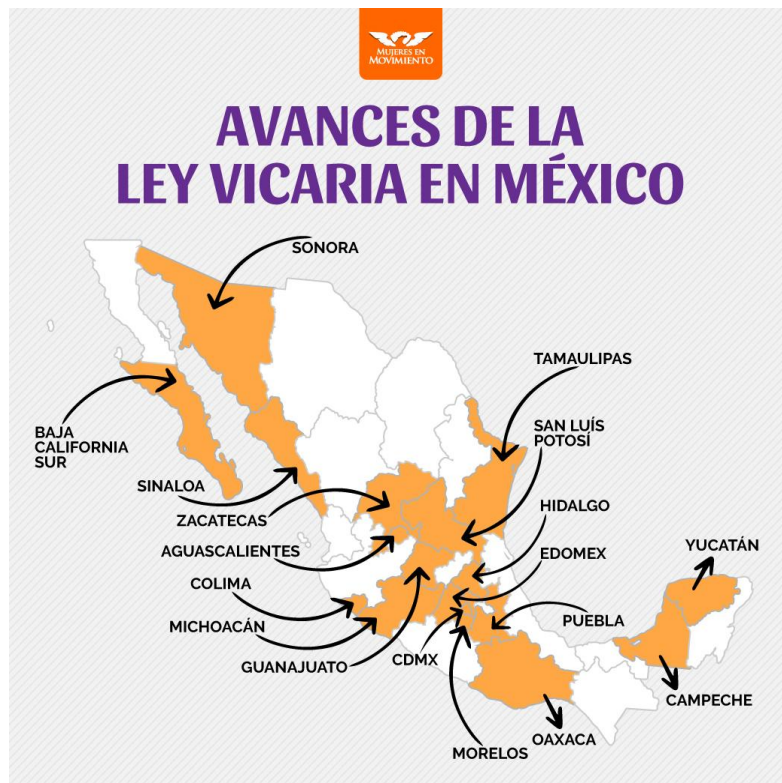 MUJERES EN
MOVIMIENTO
AVANCES DE LA
LEY VICARIA EN MÉXICO
SONORA
TAMAULIPAS
BAJA
CALIFORNIA
SUR
SAN LUÍS
POTOSÍ
SINALOA
HIDALGO
ZACATECAS
YUCATÁN
AGUASCALIENTES
EDOMEX
COLIMA
PUEBLA
MICHOACÁN
GUANAJUATO
CDMX
CAMPECHE
OAXACA
MORELOS